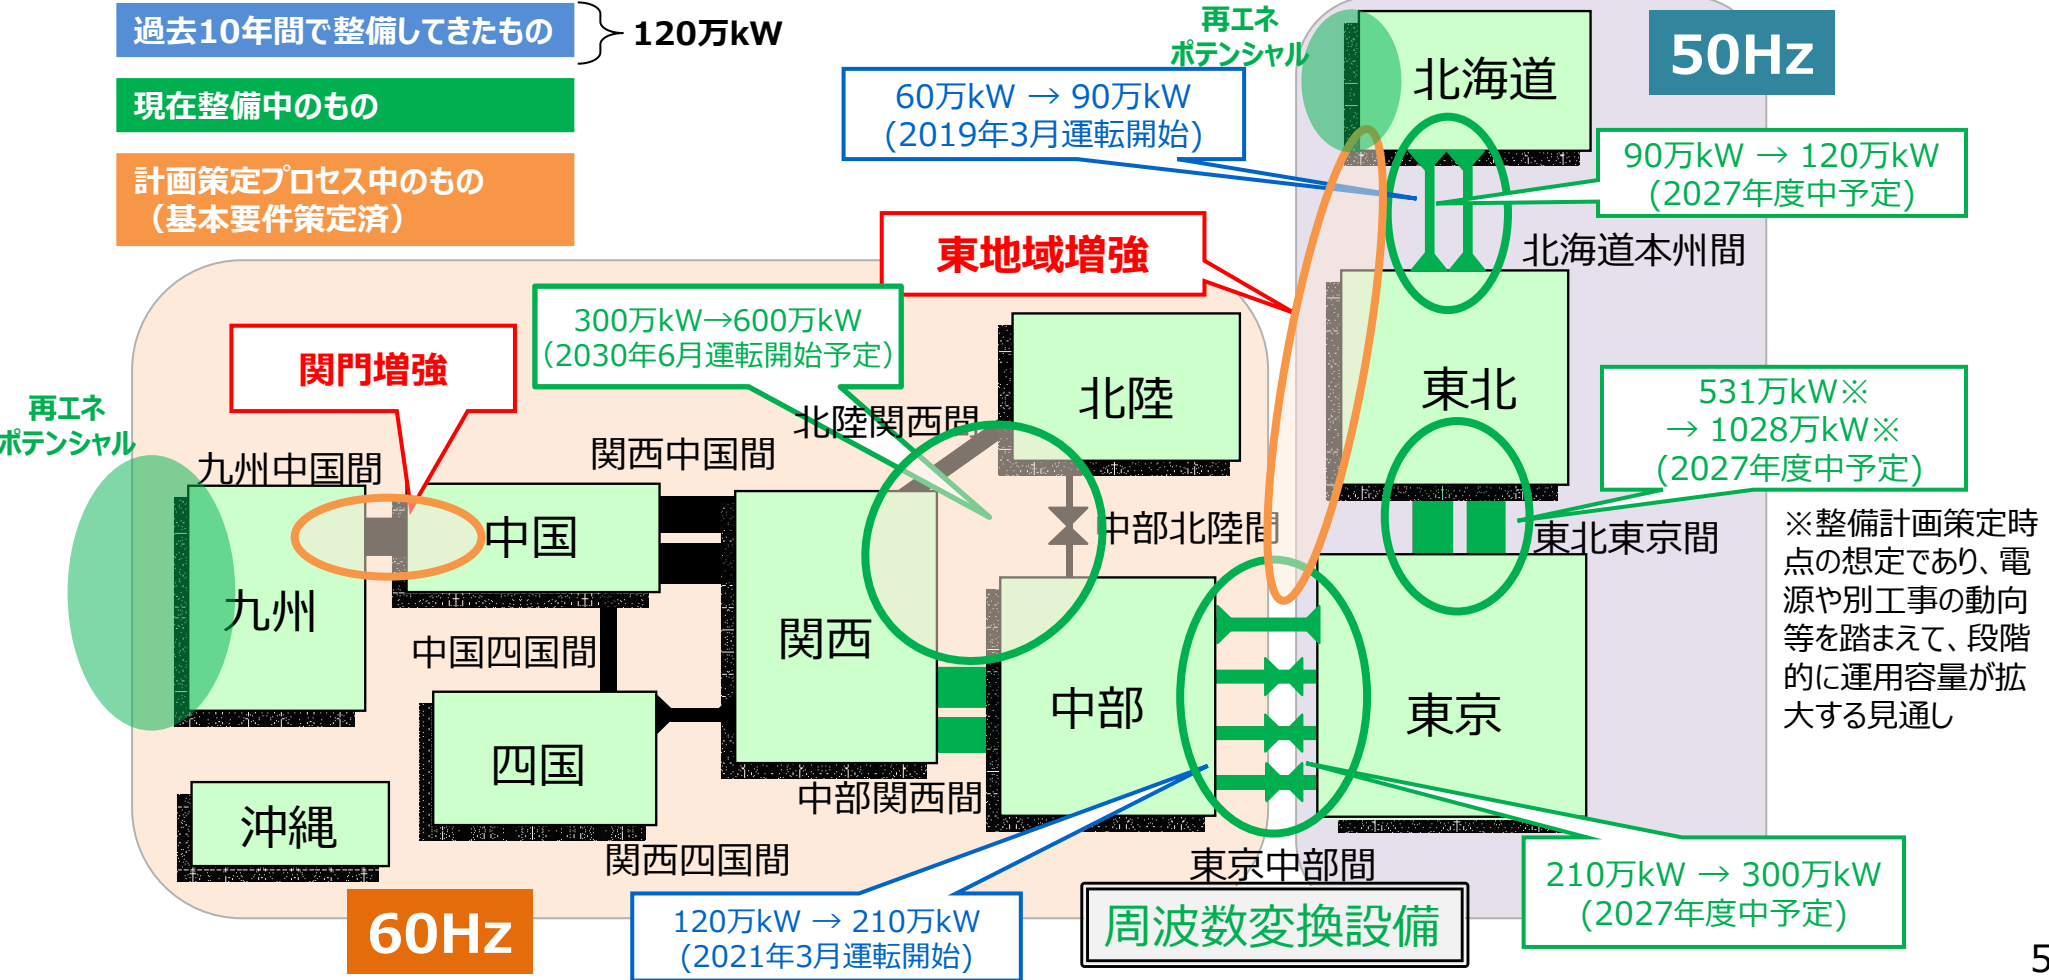 過去10年間で整備してきたもの
120万kW
現在整備中のもの
計画策定プロセス中のもの
（基本要件策定済）
再エネ
ポテンシャル
50Hz
北海道
60万kW → 90万kW
(2019年3月運転開始)
90万kW → 120万kW
(2027年度中予定)
北海道本州間
東地域増強
300万kW→600万kW
（2030年6月運転開始予定）
関門増強
北陸
東北
531万kW※
→ 1028万kW※
(2027年度中予定)
再エネ
ポテンシャル
北陸関西間
関西中国間
九州中国間
中国
中部北陸間
東北東京間
※整備計画策定時
点の想定であり、電
源や別工事の動向
等を踏まえて、段階
的に運用容量が拡
大する見通し
九州
関西
中国四国間
中部
東京
四国
沖縄
中部関西間
関西四国間
東京中部間
210万kW → 300万kW
(2027年度中予定)
60Hz
120万kW → 210万kW
(2021年3月運転開始)
周波数変換設備
5